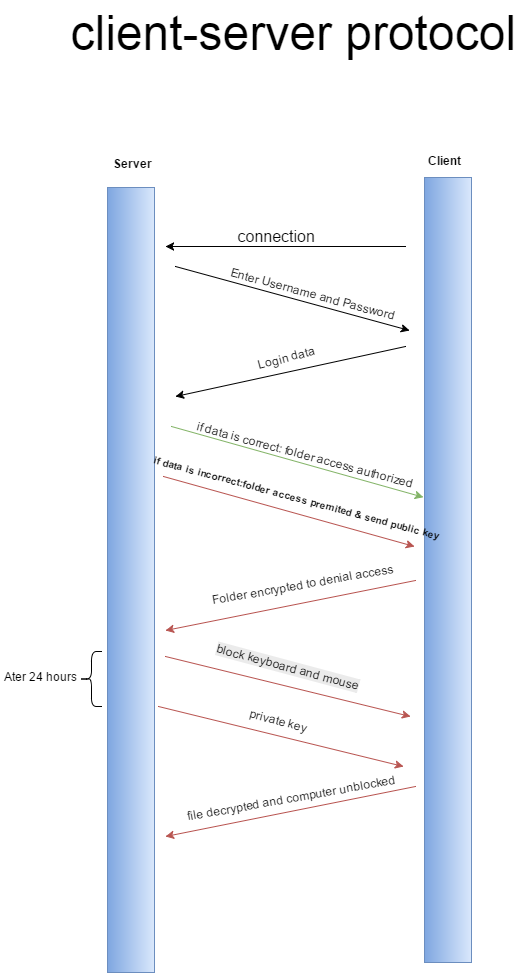 client-server protocol
Server
Client
connection
Enter Username and Password
Login data
if data is correct: folder access authorized
if data is incorrect:folder access premited & send public key
Folder encrypted to denial access
block keyboard and mouse
Ater 24 hours
private key
file decrypted and computer unblocked